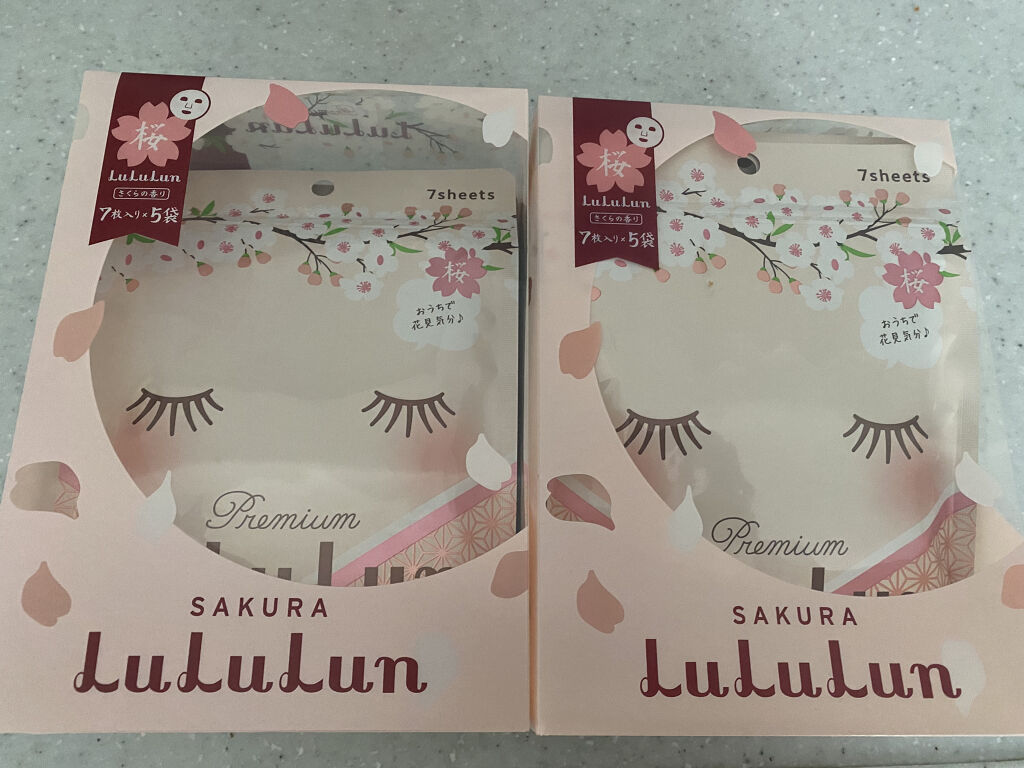 桜
LuLuLun
さくらの香り
7枚入り×5袋
LuLuLun
7sheets
桜
おうちで
花見気分♪
Premium
LuLun
SAKURA
LuLuLun
桜
LuLuLun
さくらの香り
7枚入り×5袋
7sheets
桜
おうちで
花見気分♪
Premium
SAKURA
LuLuLun